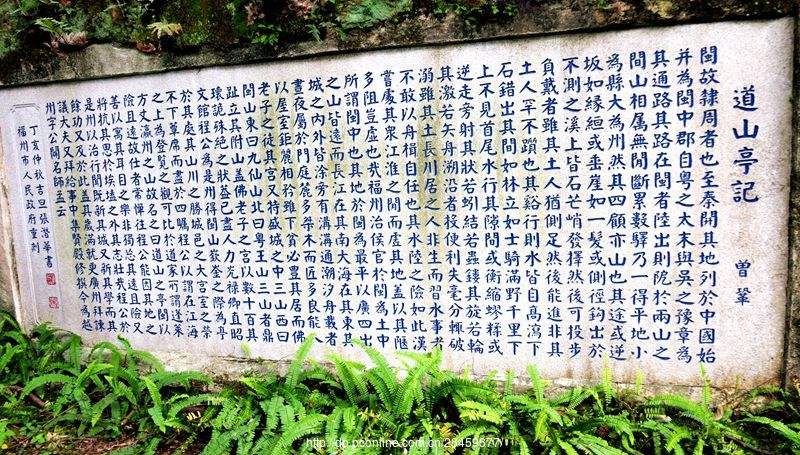 道山亭記
曾鞏
閩故隸周者也至秦開其地列於中國始
并為閩中郡自粵之太末與吳之豫章為
其通路其路在閩者陸出則阸於兩山之
間山相屬無間斷累數驛乃一得平地小
為縣大為州然其四顧亦山也其途或逆
坂如緣絙或垂崖如一髮或側徑鈎出於
不測之溪上皆石芒峭發擇然後可投步
負戴者雖其土人猶側足然後能進非其
土人罕不躓也其谿行則水皆自高瀉下
石錯出其間如林立如士騎滿野千里下
上不見首尾水行其隙間或衡縮蟉糅或
逆走旁射其狀若蚓結若蟲鏤其旋若輪
其激若矢舟溯沿者投便利失毫分輒破
溺雖其土長川居之人非生而習水事者
不敢以舟楫自任也其水陸之險如此漢
嘗處其衆江淮之間而虛其地蓋以其陿
多阻豈虛也哉福州治侯官於閩為土中
所謂閩中也其地於閩為最平以廣四出
之山皆遠而長江在其南大海在其東其
城之內外皆涂旁有溝溝通潮汐舟載者
晝夜屬於門庭麓多桀木而匠多良能人
以屋室鉅麗相矜雖下貧必豐其居而佛
老子之徒其宮又特盛城之中三山西曰
閩山東曰九仙山北曰粵王山三山者鼎
趾立其附山蓋佛老子之宮以數十百其
瓌詭殊絕之狀蓋已盡人力光祿卿直昭
文館程公為是州得閩山嶔崟之際為亭
於其處其山川之勝城邑之大宮室之榮
不下簟席而盡於四矚程公以謂在江海
之上為登覽之觀可比於道家所謂蓬萊
方丈瀛州之山故名之曰道山之亭閩以
險且遠故仕者常憚往程公能因其地之
善以寓其耳目之樂非獨忘其遠且險又
將抗其思於埃壒之外其志壯哉程公於
是州以治行聞既新其城又新其學而其
餘功又及於此蓋其歲滿就更廣州拜諫
議大夫又拜給事中集賢殿修撰今為越
州字公闢名師孟云
丁亥仲秋吉旦張潛華書
福州市人民政府重刻
http://dp.pconline.com.cn/28459677/